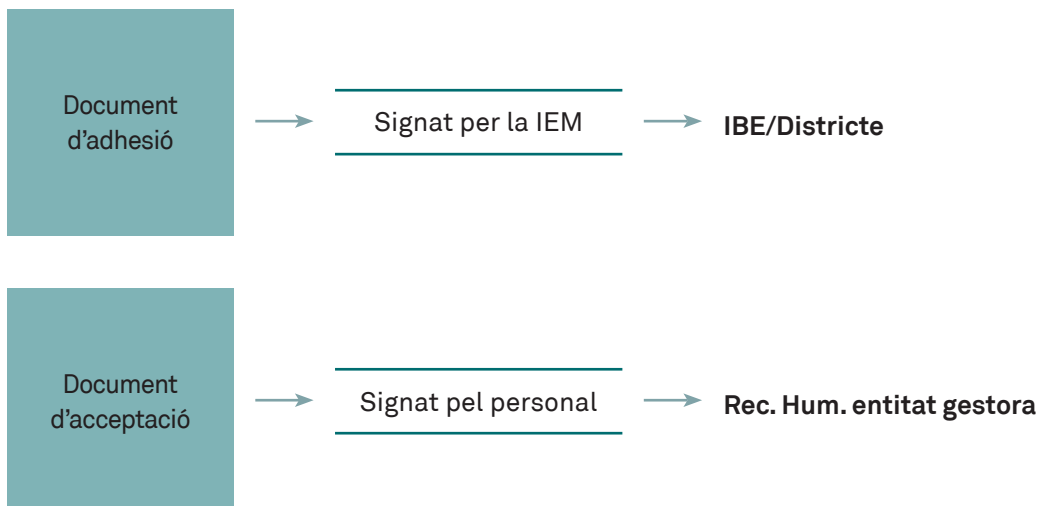 Document
d’adhesió
Signat per la IEM
IBE/Districte
Document
d’acceptació
Signat pel personal
Rec. Hum. entitat gestora